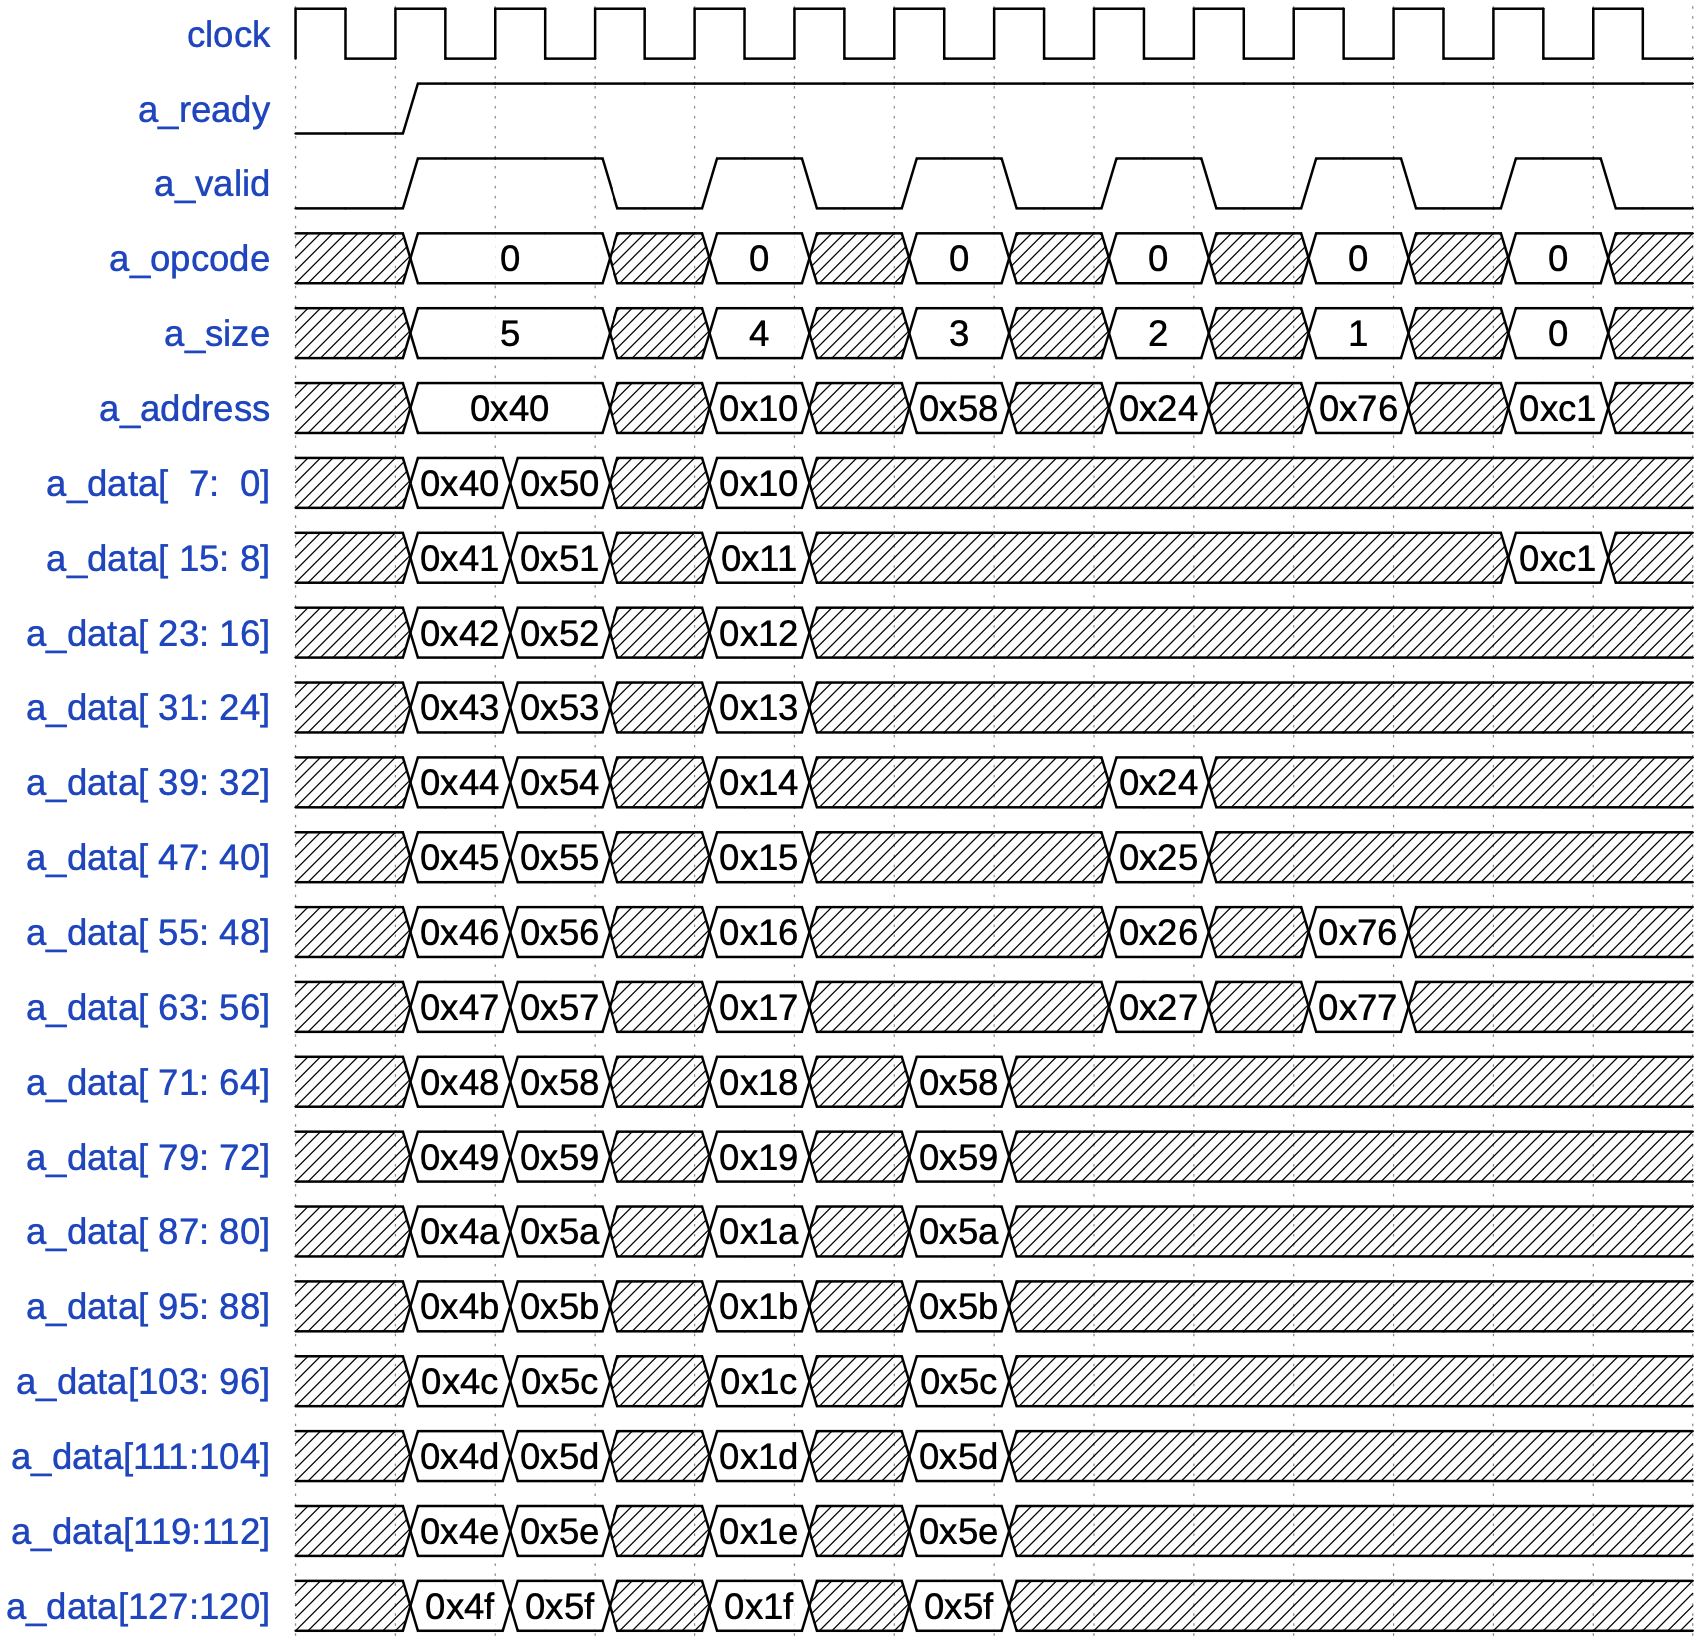 clock
a_ready
a_valid
a_opcode 0 0 0 0 0 0
a_size 5 4 3 2 1 0
a_address 0x40 0x10 0x58 0x24 0x76 0xc1
a_data[ 7: 0] 0x40 0x50 0x10
a_data[ 15: 8] 0x41 0x51 0x11 0xc1
a_data[ 23: 16] 0x42 0x52 0x12
a_data[ 31: 24] 0x43 0x53 0x13
a_data[ 39: 32] 0x44 0x54 0x14 0x24
a_data[ 47: 40] 0x45 0x55 0x15 0x25
a_data[ 55: 48] 0x46 0x56 0x16 0x26 0x76
a_data[ 63: 56] 0x47 0x57 0x17 0x27 0x77
a_data[ 71: 64] 0x48 0x58 0x18 0x58
a_data[ 79: 72] 0x49 0x59 0x19 0x59
a_data[ 87: 80] 0x4a 0x5a 0x1a 0x5a
a_data[ 95: 88] 0x4b 0x5b 0x1b 0x5b
a_data[103: 96] 0x4c 0x5c 0x1c 0x5c
a_data[111:104] 0x4d 0x5d 0x1d 0x5d
a_data[119:112] 0x4e 0x5e 0x1e 0x5e
a_data[127:120] 0x4f 0x5f 0x1f 0x5f